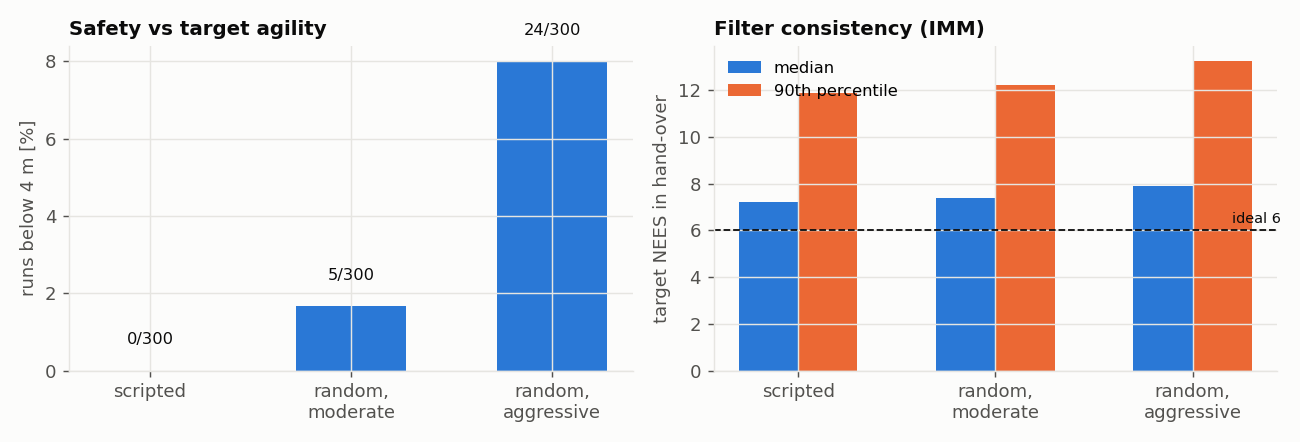 Safety vs target agility
24/300
5/300
0/300
runs below 4 m [%]
8
6
4
2
0
scripted
random,
moderate
random,
aggressive
Filter consistency (IMM)
median
90th percentile
target NEES in hand-over
12
10
8
6
4
2
0
ideal 6
scripted
random,
moderate
random,
aggressive